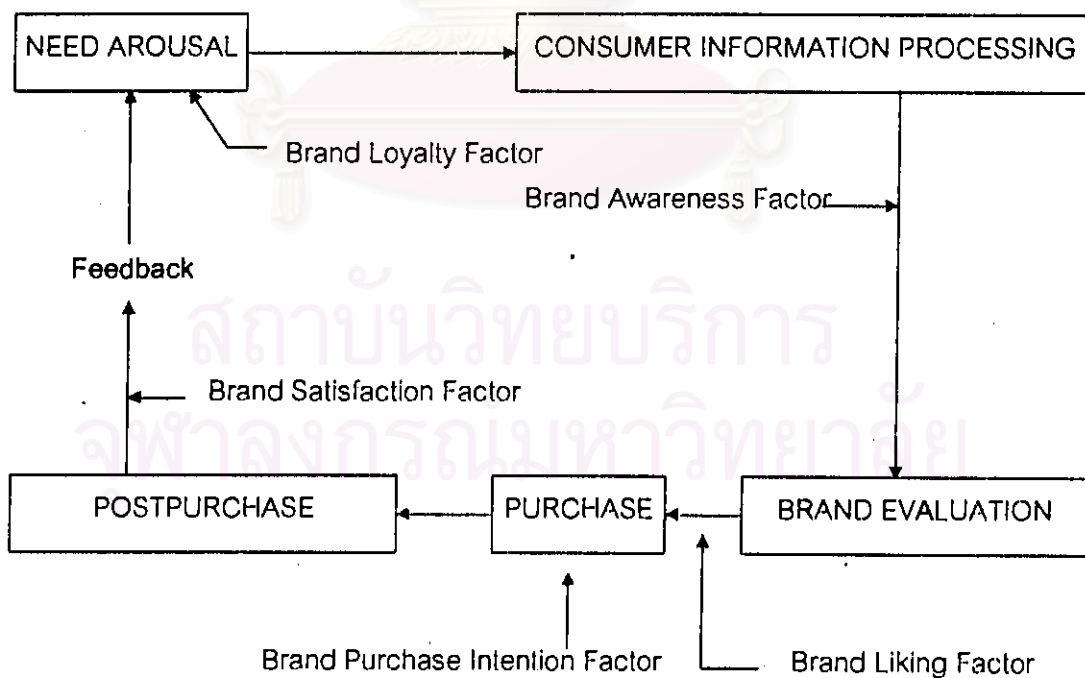 NEED AROUSAL
CONSUMER INFORMATION PROCESSING
Brand Loyalty Factor
Brand Awareness Factor
Feedback
สถาบันวิทยบริการ
Brand Satisfaction Factor
จุฬาลงกรณ์มหาวิทยาลัย
POSTPURCHASE
PURCHASE
BRAND EVALUATION
Brand Purchase Intention Factor
Brand Liking Factor